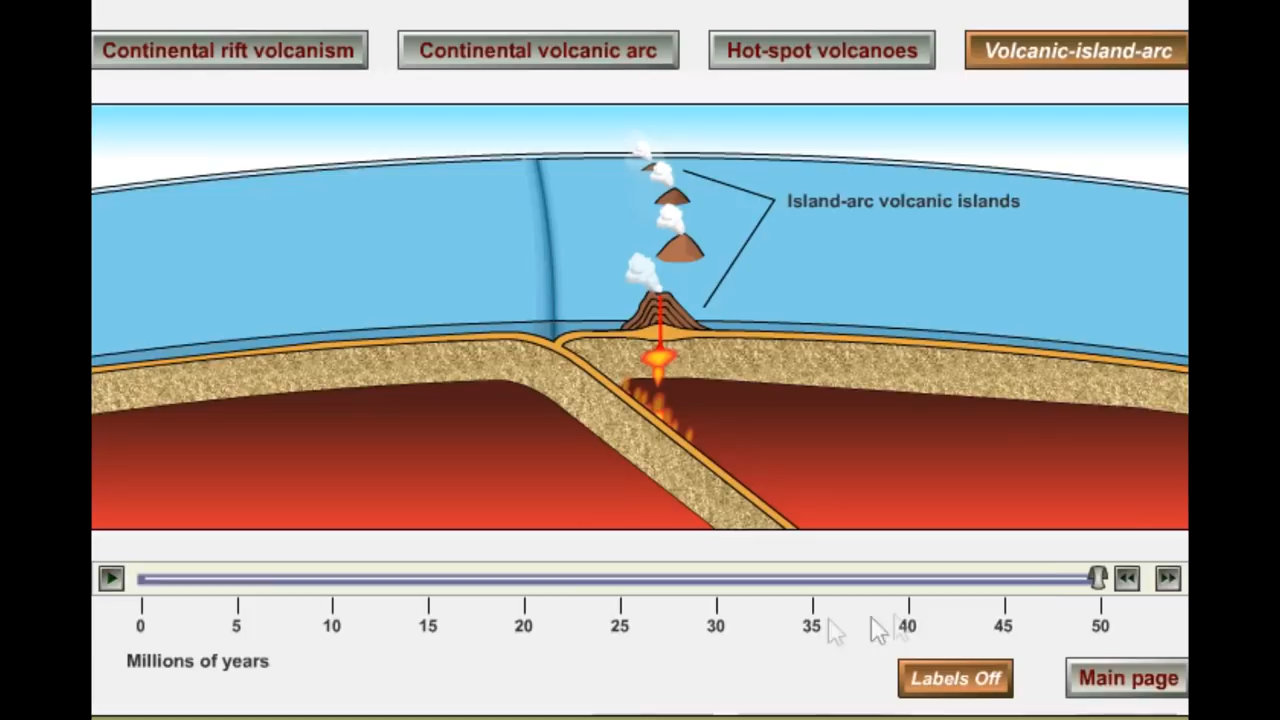 Continental rift volcanism
Continental volcanic arc
Hot-spot volcanoes
Volcanic-island-arc
Island-arc volcanic islands
0 5 10 15 20 25 30 35 40 45 50
Millions of years
Labels Off
Main page